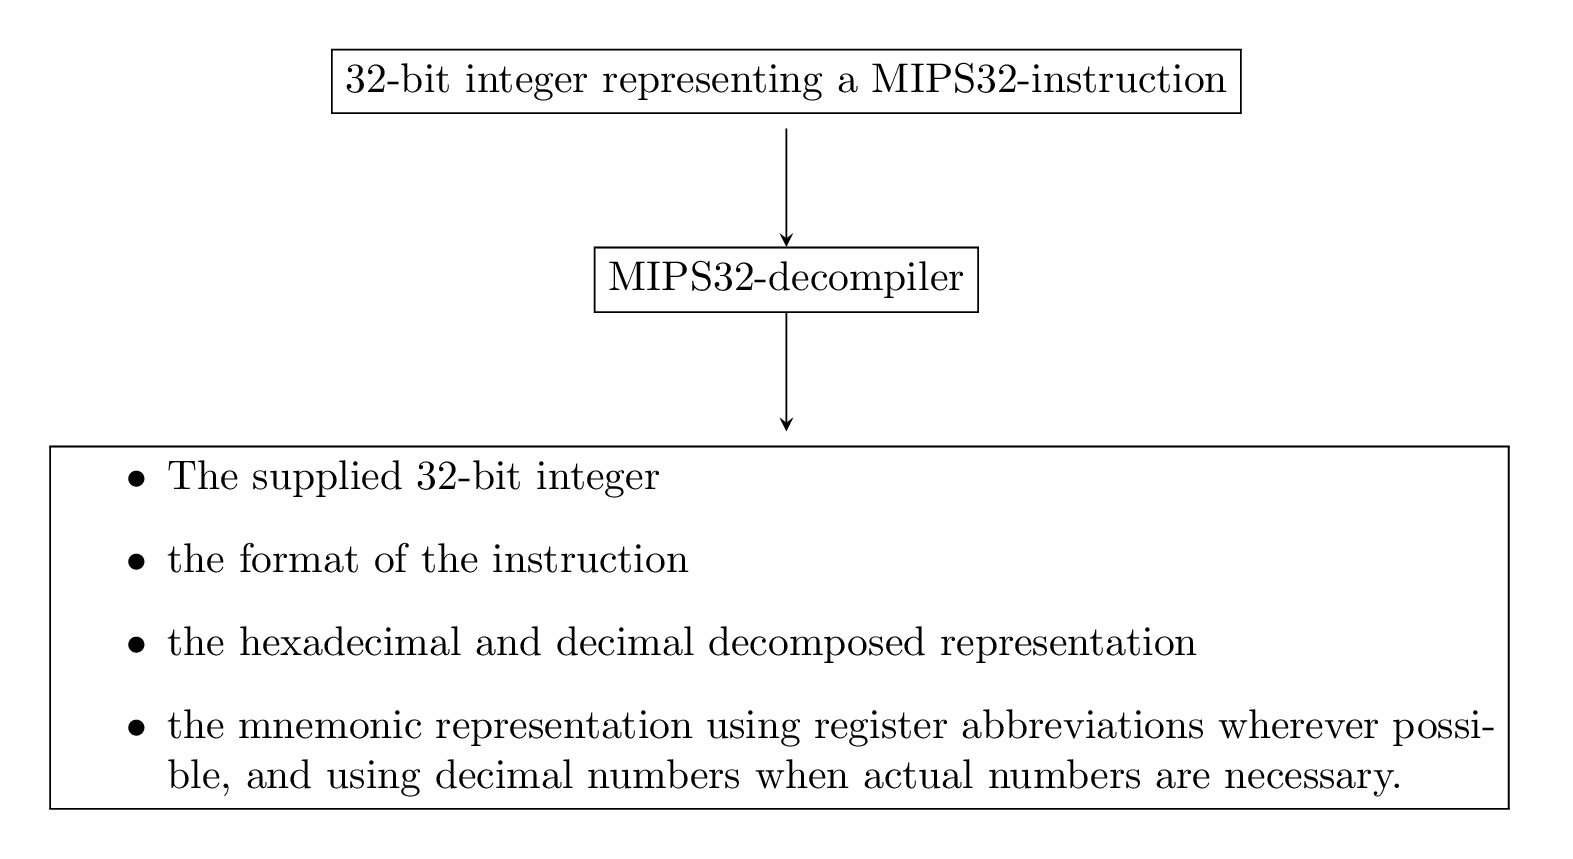 32-bit integer representing a MIPS32-instruction
MIPS32-decompiler
• The supplied 32-bit integer
• the format of the instruction
• the hexadecimal and decimal decomposed representation
• the mnemonic representation using register abbreviations wherever possi-
ble, and using decimal numbers when actual numbers are necessary.